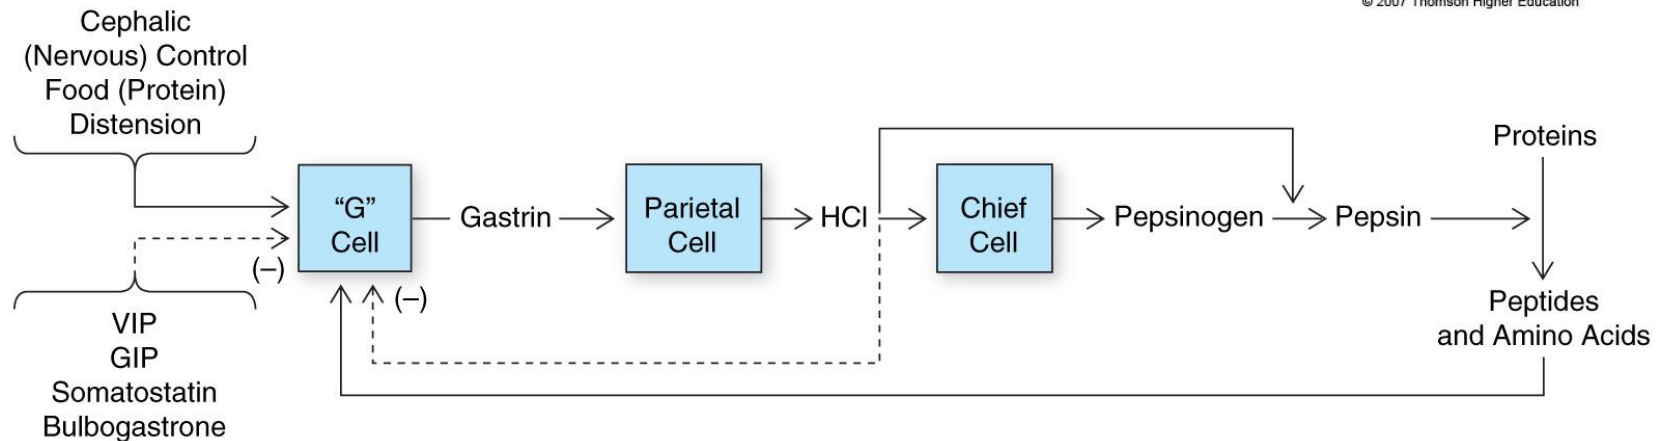 © 2007 Thomson Higher Education
Cephalic
(Nervous) Control
Food (Protein)
Distension
“G”
Cell
Gastrin
Parietal
Cell
HCl
Chief
Cell
Pepsinogen
Pepsin
Proteins
(–)
(–)
VIP
GIP
Somatostatin
Bulbogastrone
Peptides
and Amino Acids